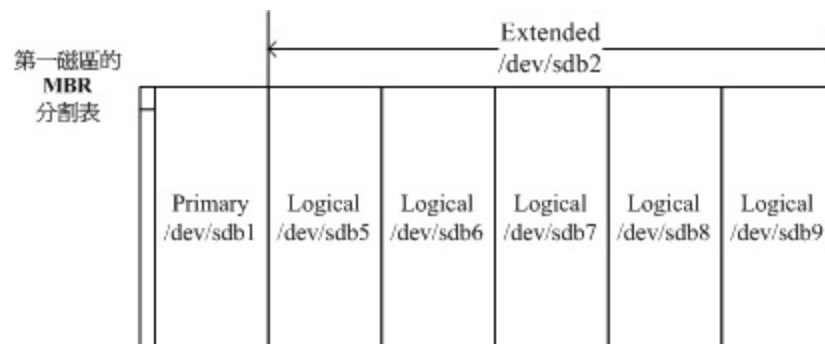 Extended
/dev/sdb2
第一磁區的
MBR
分割表
Primary
/dev/sdb1
Logical
/dev/sdb5
Logical
/dev/sdb6
Logical
/dev/sdb7
Logical
/dev/sdb8
Logical
/dev/sdb9